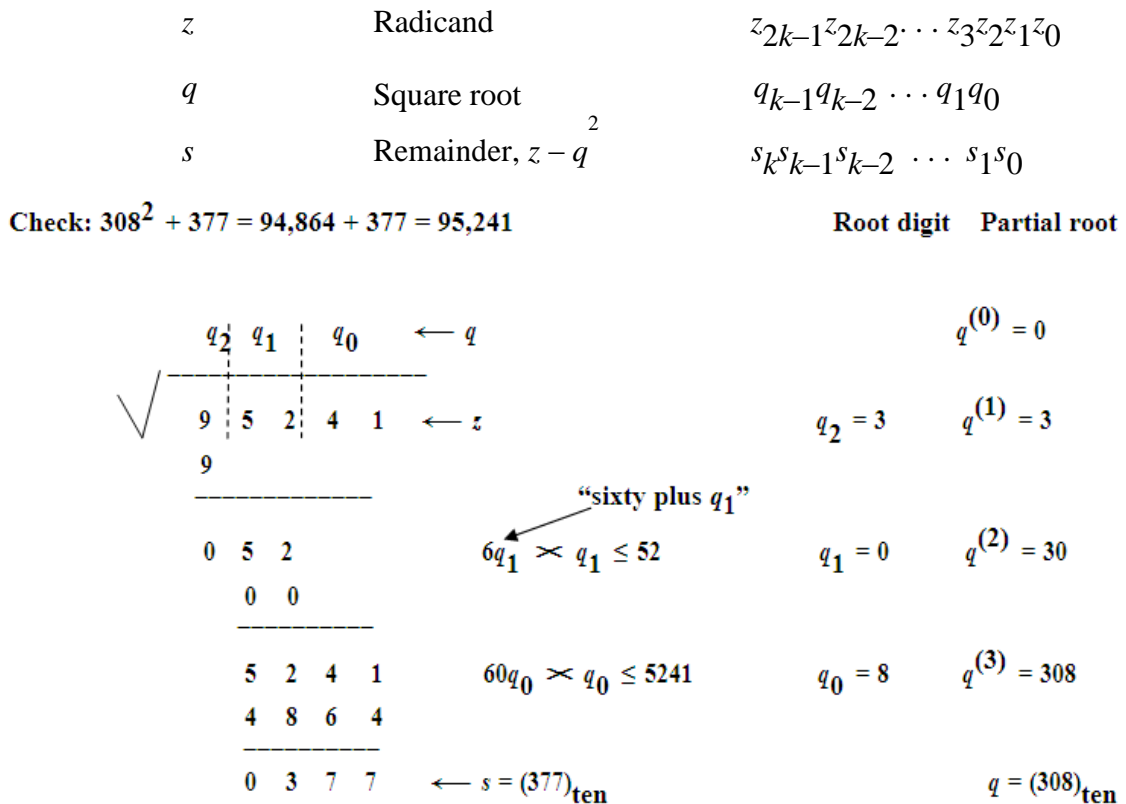 z Radicand z2k–1z2k–2 · · · z3z2z1z0
q Square root qk–1qk–2 · · · q1q0
s Remainder, z – q2 sksk–1sk–2 · · · s1s0
Check: 308² + 377 = 94,864 + 377 = 95,241 Root digit Partial root
q2 q1 q0 ← q q(0) = 0
√ 9 5 2 4 1 ← z q2 = 3 q(1) = 3
9
“sixty plus q1”
0 5 2 6q1 × q1 ≤ 52 q1 = 0 q(2) = 30
0 0
5 2 4 1 60q0 × q0 ≤ 5241 q0 = 8 q(3) = 308
4 8 6 4
0 3 7 7 ← s = (377)ten q = (308)ten